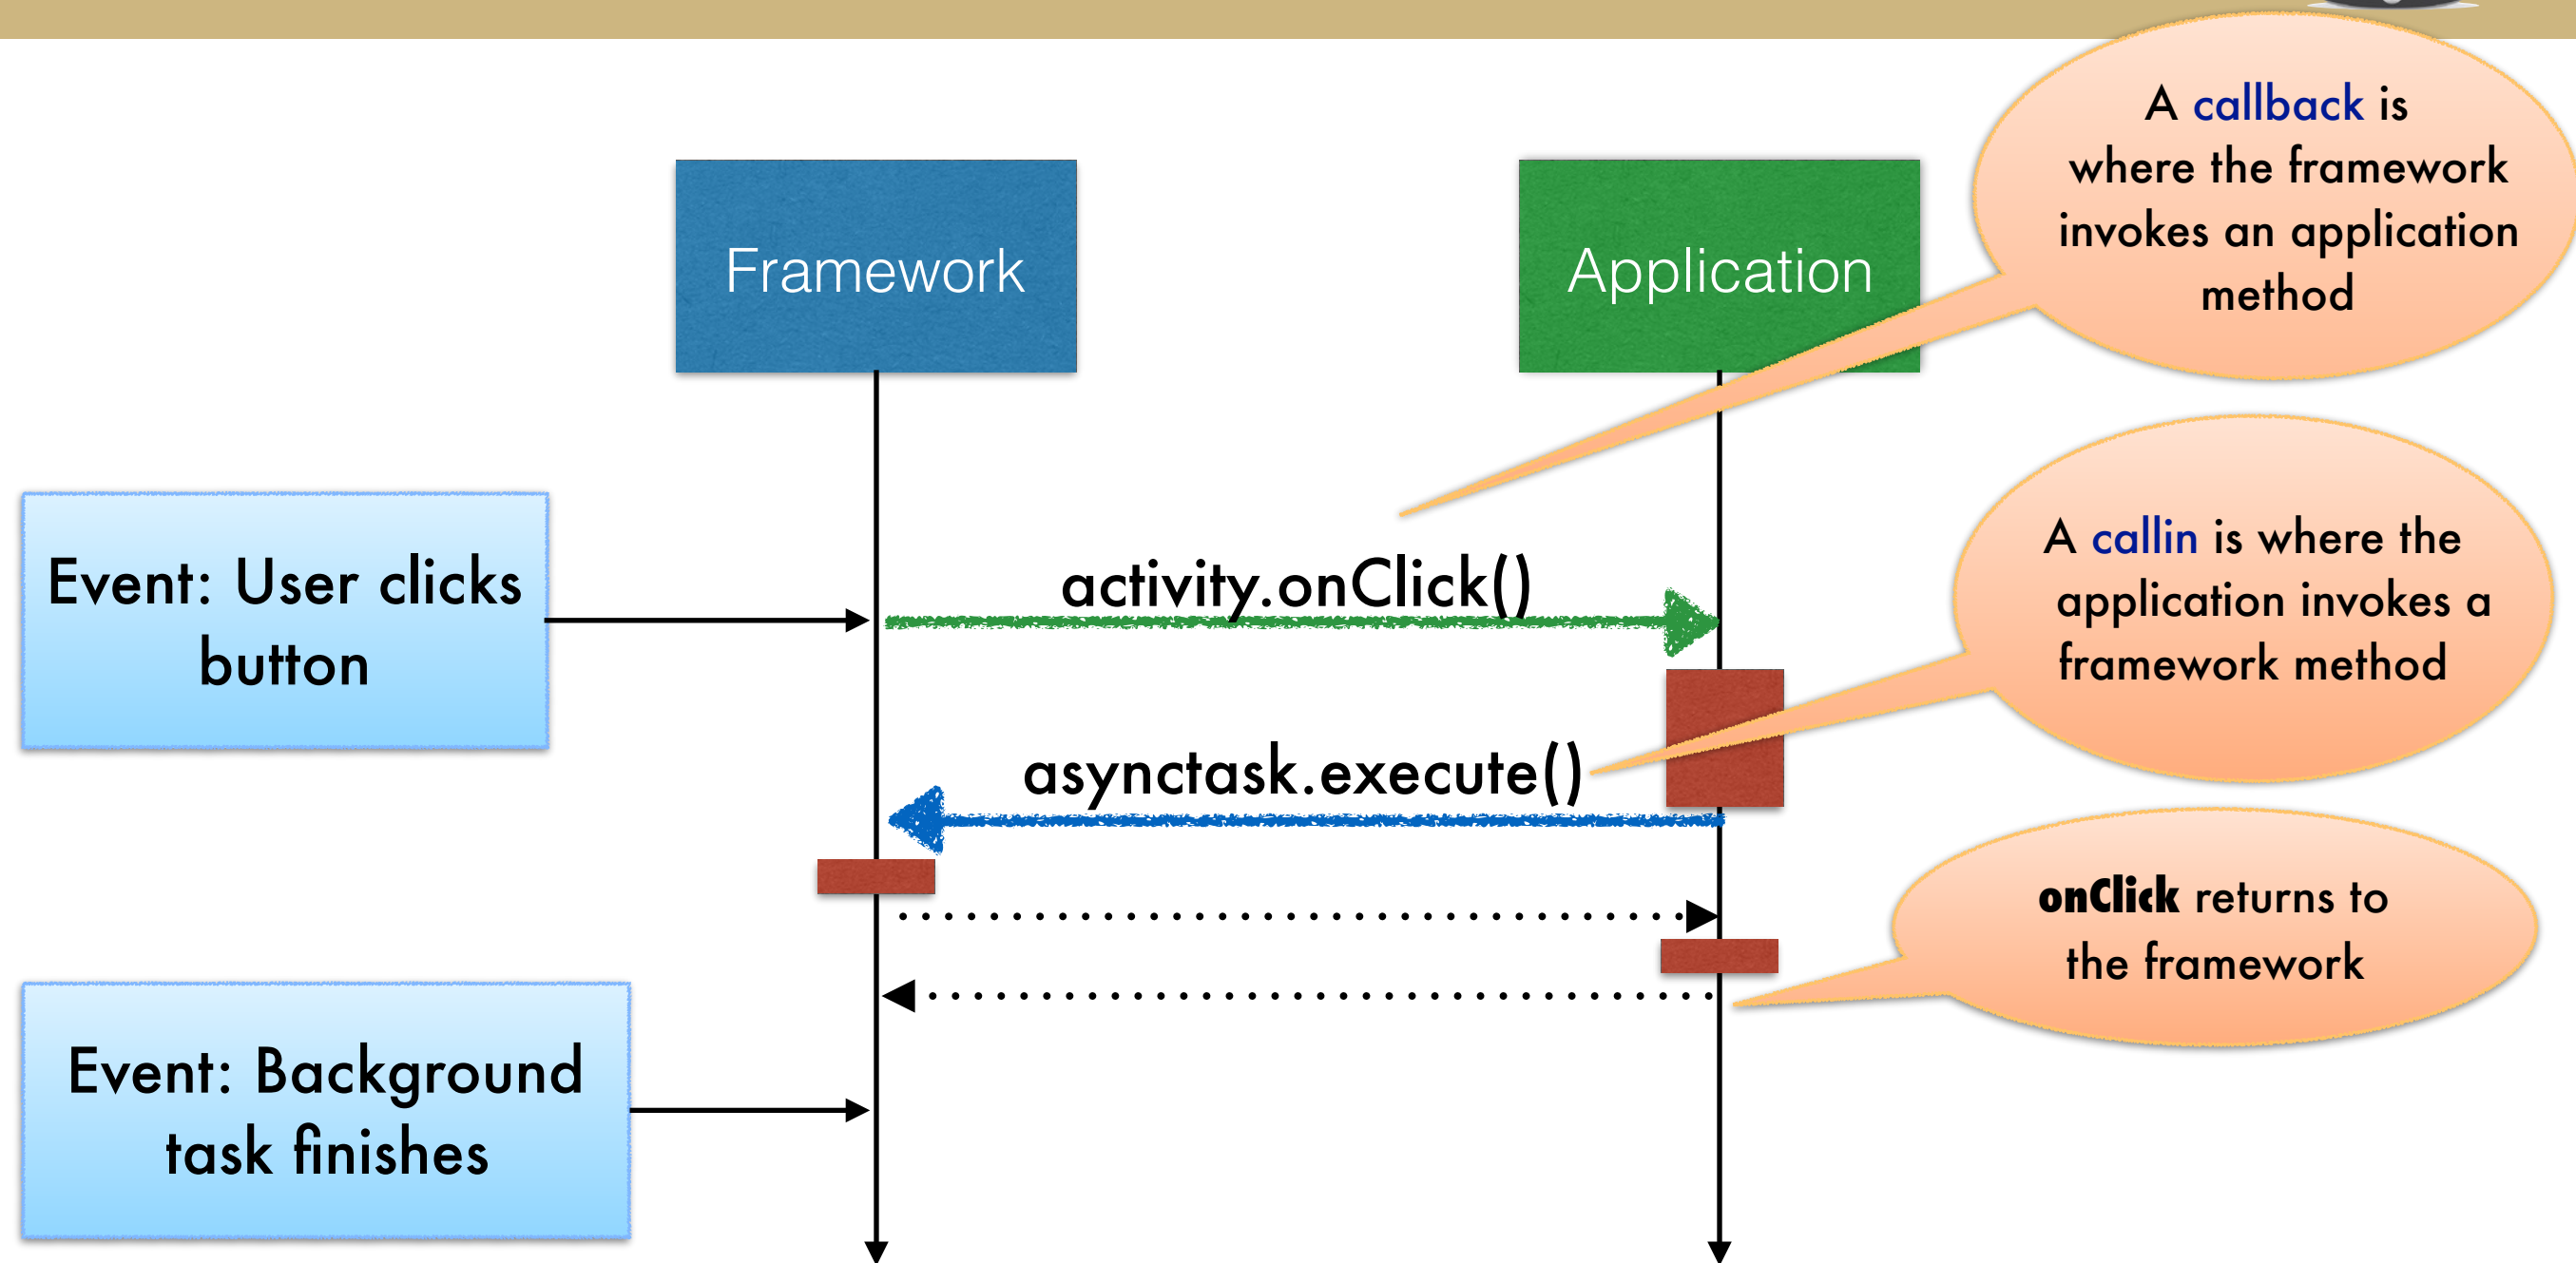 A callback is
where the framework
invokes an application
method
Framework
Application
A callin is where the
application invokes a
framework method
Event: User clicks
button
activity.onClick()
asynctask.execute()
onClick returns to
the framework
Event: Background
task finishes